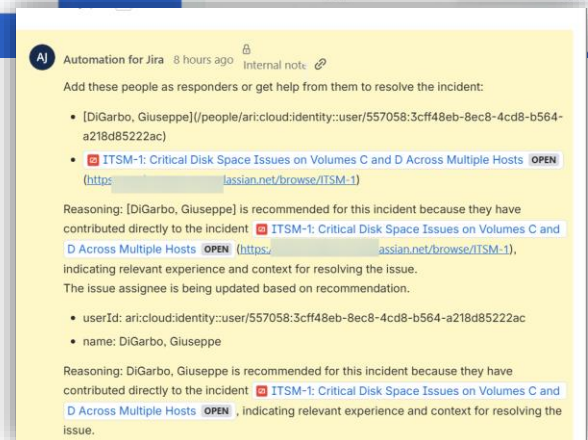 AJ Automation for Jira 8 hours ago Internal note
Add these people as responders or get help from them to resolve the incident:
• [DiGarbo, Giuseppe](/people/ari:cloud:identity::user/557058:3cff48eb-8ec8-4cd8-b564-
a218d85222ac)
• ITSM-1: Critical Disk Space Issues on Volumes C and D Across Multiple Hosts OPEN
(https lassian.net/browse/ITSM-1)
Reasoning: [DiGarbo, Giuseppe] is recommended for this incident because they have
contributed directly to the incident ITSM-1: Critical Disk Space Issues on Volumes C and
D Across Multiple Hosts OPEN (https: assian.net/browse/ITSM-1),
indicating relevant experience and context for resolving the issue.
The issue assignee is being updated based on recommendation.
• userId: ari:cloud:identity::user/557058:3cff48eb-8ec8-4cd8-b564-a218d85222ac
• name: DiGarbo, Giuseppe
Reasoning: DiGarbo, Giuseppe is recommended for this incident because they have
contributed directly to the incident ITSM-1: Critical Disk Space Issues on Volumes C and
D Across Multiple Hosts OPEN , indicating relevant experience and context for resolving the
issue.